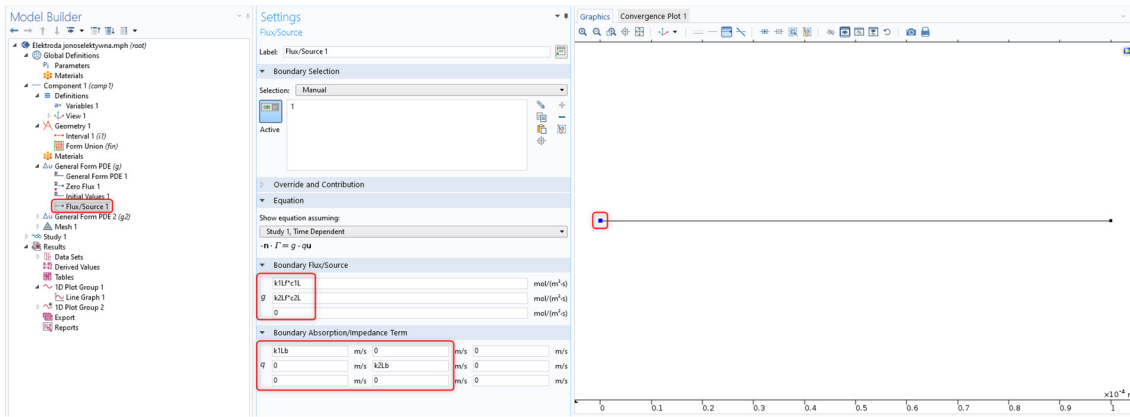 Model Builder
Elektroda jonoselektywna.mph (root)
Global Definitions
Pi Parameters
Materials
Component 1 (comp1)
Definitions
a= Variables 1
View 1
Geometry 1
Interval 1 (i1)
Form Union (fin)
Materials
Δu General Form PDE (g)
General Form PDE 1
Zero Flux 1
Initial Values 1
Flux/Source 1
Δu General Form PDE 2 (g2)
Mesh 1
Study 1
Results
Data Sets
Derived Values
Tables
1D Plot Group 1
Line Graph 1
1D Plot Group 2
Export
Reports
Settings
Flux/Source
Label: Flux/Source 1
Boundary Selection
Selection: Manual
1
Active
Override and Contribution
Equation
Show equation assuming:
Study 1, Time Dependent
-n · Γ = g - qu
Boundary Flux/Source
k1Lf*c1L mol/(m²·s)
g k2Lf*c2L mol/(m²·s)
0 mol/(m²·s)
Boundary Absorption/Impedance Term
k1Lb m/s 0 m/s 0 m/s
q 0 m/s k2Lb m/s 0 m/s
0 m/s 0 m/s 0 m/s
Graphics Convergence Plot 1
×10⁻⁴
0 0.1 0.2 0.3 0.4 0.5 0.6 0.7 0.8 0.9 1